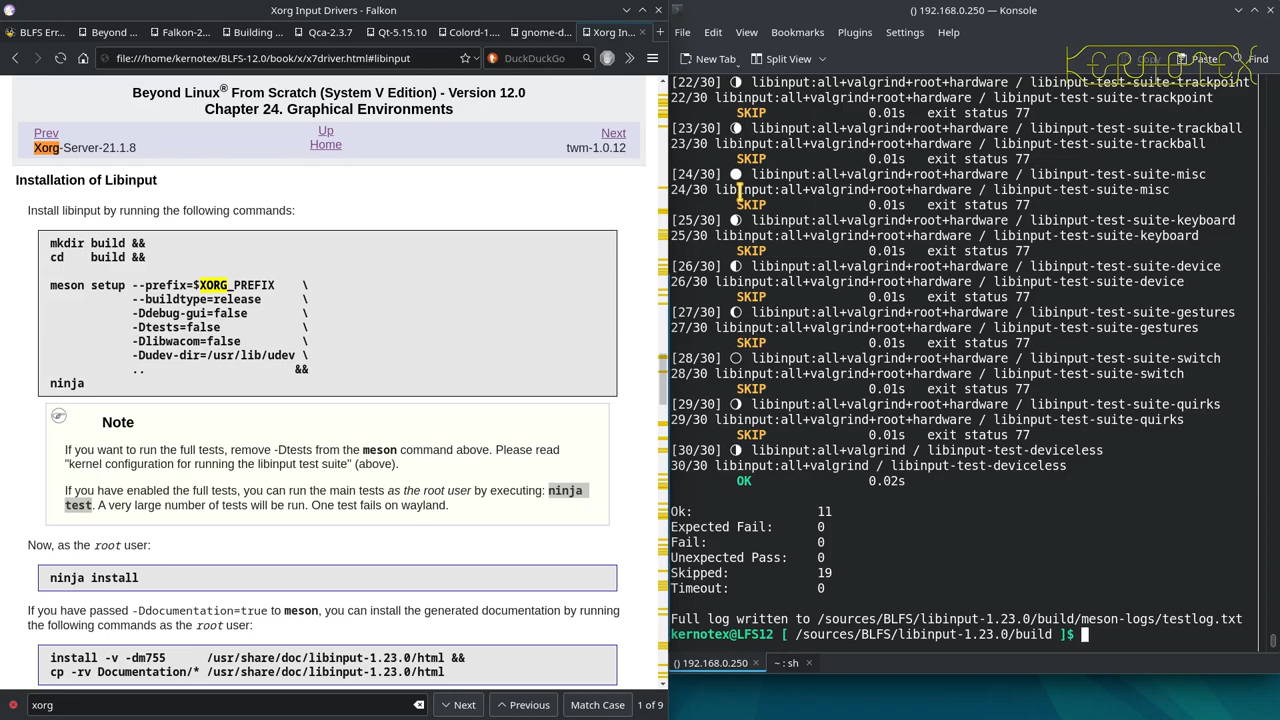 Xorg Input Drivers - Falkon
BLFS Err...
Beyond ...
Falkon-2...
Building ...
Qca-2.3.7
Qt-5.15.10
Colord-1....
gnome-d...
Xorg In...
file:///home/kernotex/BLFS-12.0/book/x/x7driver.html#libinput
DuckDuckGo
Beyond Linux® From Scratch (System V Edition) - Version 12.0
Chapter 24. Graphical Environments
Prev
Up
Next
Xorg-Server-21.1.8
Home
twm-1.0.12
Installation of Libinput
Install libinput by running the following commands:
mkdir build &&
cd    build &&
meson setup --prefix=$XORG_PREFIX    \
--buildtype=release      \
-Ddebug-gui=false        \
-Dtests=false            \
-Dlibwacom=false         \
-Dudev-dir=/usr/lib/udev \
..                      &&
ninja
Note
If you want to run the full tests, remove -Dtests from the meson command above. Please read
"kernel configuration for running the libinput test suite" (above).
If you have enabled the full tests, you can run the main tests as the root user by executing: ninja
test. A very large number of tests will be run. One test fails on wayland.
Now, as the root user:
ninja install
If you have passed -Ddocumentation=true to meson, you can install the generated documentation by running
the following commands as the root user:
install -v -dm755      /usr/share/doc/libinput-1.23.0/html &&
cp -rv Documentation/* /usr/share/doc/libinput-1.23.0/html
xorg
Next
Previous
Match Case
1 of 9
() 192.168.0.250 — Konsole
File
Edit
View
Bookmarks
Plugins
Settings
Help
New Tab
Split View
Paste
Find
KERNOTEX
[22/30] libinput:all+valgrind+root+hardware / libinput-test-suite-trackpoint
22/30 libinput:all+valgrind+root+hardware / libinput-test-suite-trackpoint
SKIP 0.01s exit status 77
[23/30] libinput:all+valgrind+root+hardware / libinput-test-suite-trackball
23/30 libinput:all+valgrind+root+hardware / libinput-test-suite-trackball
SKIP 0.01s exit status 77
[24/30] libinput:all+valgrind+root+hardware / libinput-test-suite-misc
24/30 libinput:all+valgrind+root+hardware / libinput-test-suite-misc
SKIP 0.01s exit status 77
[25/30] libinput:all+valgrind+root+hardware / libinput-test-suite-keyboard
25/30 libinput:all+valgrind+root+hardware / libinput-test-suite-keyboard
SKIP 0.01s exit status 77
[26/30] libinput:all+valgrind+root+hardware / libinput-test-suite-device
26/30 libinput:all+valgrind+root+hardware / libinput-test-suite-device
SKIP 0.01s exit status 77
[27/30] libinput:all+valgrind+root+hardware / libinput-test-suite-gestures
27/30 libinput:all+valgrind+root+hardware / libinput-test-suite-gestures
SKIP 0.01s exit status 77
[28/30] libinput:all+valgrind+root+hardware / libinput-test-suite-switch
28/30 libinput:all+valgrind+root+hardware / libinput-test-suite-switch
SKIP 0.01s exit status 77
[29/30] libinput:all+valgrind+root+hardware / libinput-test-suite-quirks
29/30 libinput:all+valgrind+root+hardware / libinput-test-suite-quirks
SKIP 0.01s exit status 77
[30/30] libinput:all+valgrind / libinput-test-deviceless
30/30 libinput:all+valgrind / libinput-test-deviceless
OK 0.02s
Ok: 11
Expected Fail: 0
Fail: 0
Unexpected Pass: 0
Skipped: 19
Timeout: 0
Full log written to /sources/BLFS/libinput-1.23.0/build/meson-logs/testlog.txt
kernotex@LFS12 [ /sources/BLFS/libinput-1.23.0/build ]$
() 192.168.0.250
~ : sh